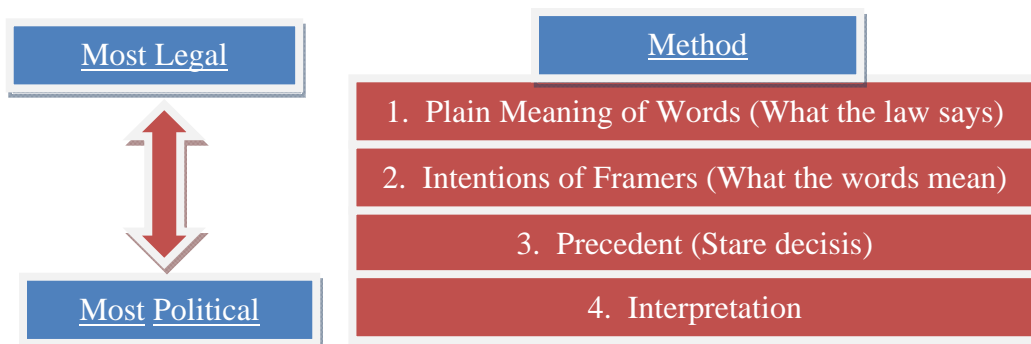 Most Legal
Method
1. Plain Meaning of Words (What the law says)
2. Intentions of Framers (What the words mean)
3. Precedent (Stare decisis)
Most Political
4. Interpretation